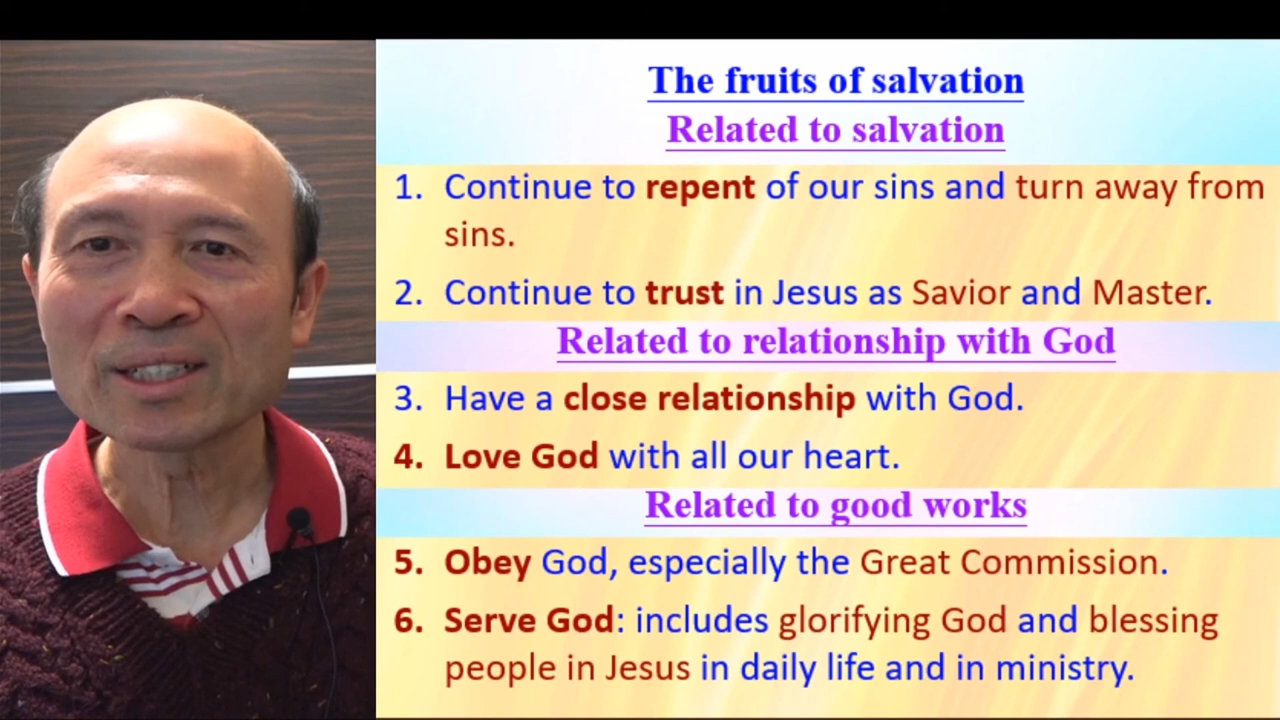 The fruits of salvation
Related to salvation
1. Continue to repent of our sins and turn away from
sins.
2. Continue to trust in Jesus as Savior and Master.
Related to relationship with God
3. Have a close relationship with God.
4. Love God with all our heart.
Related to good works
5. Obey God, especially the Great Commission.
6. Serve God: includes glorifying God and blessing
people in Jesus in daily life and in ministry.